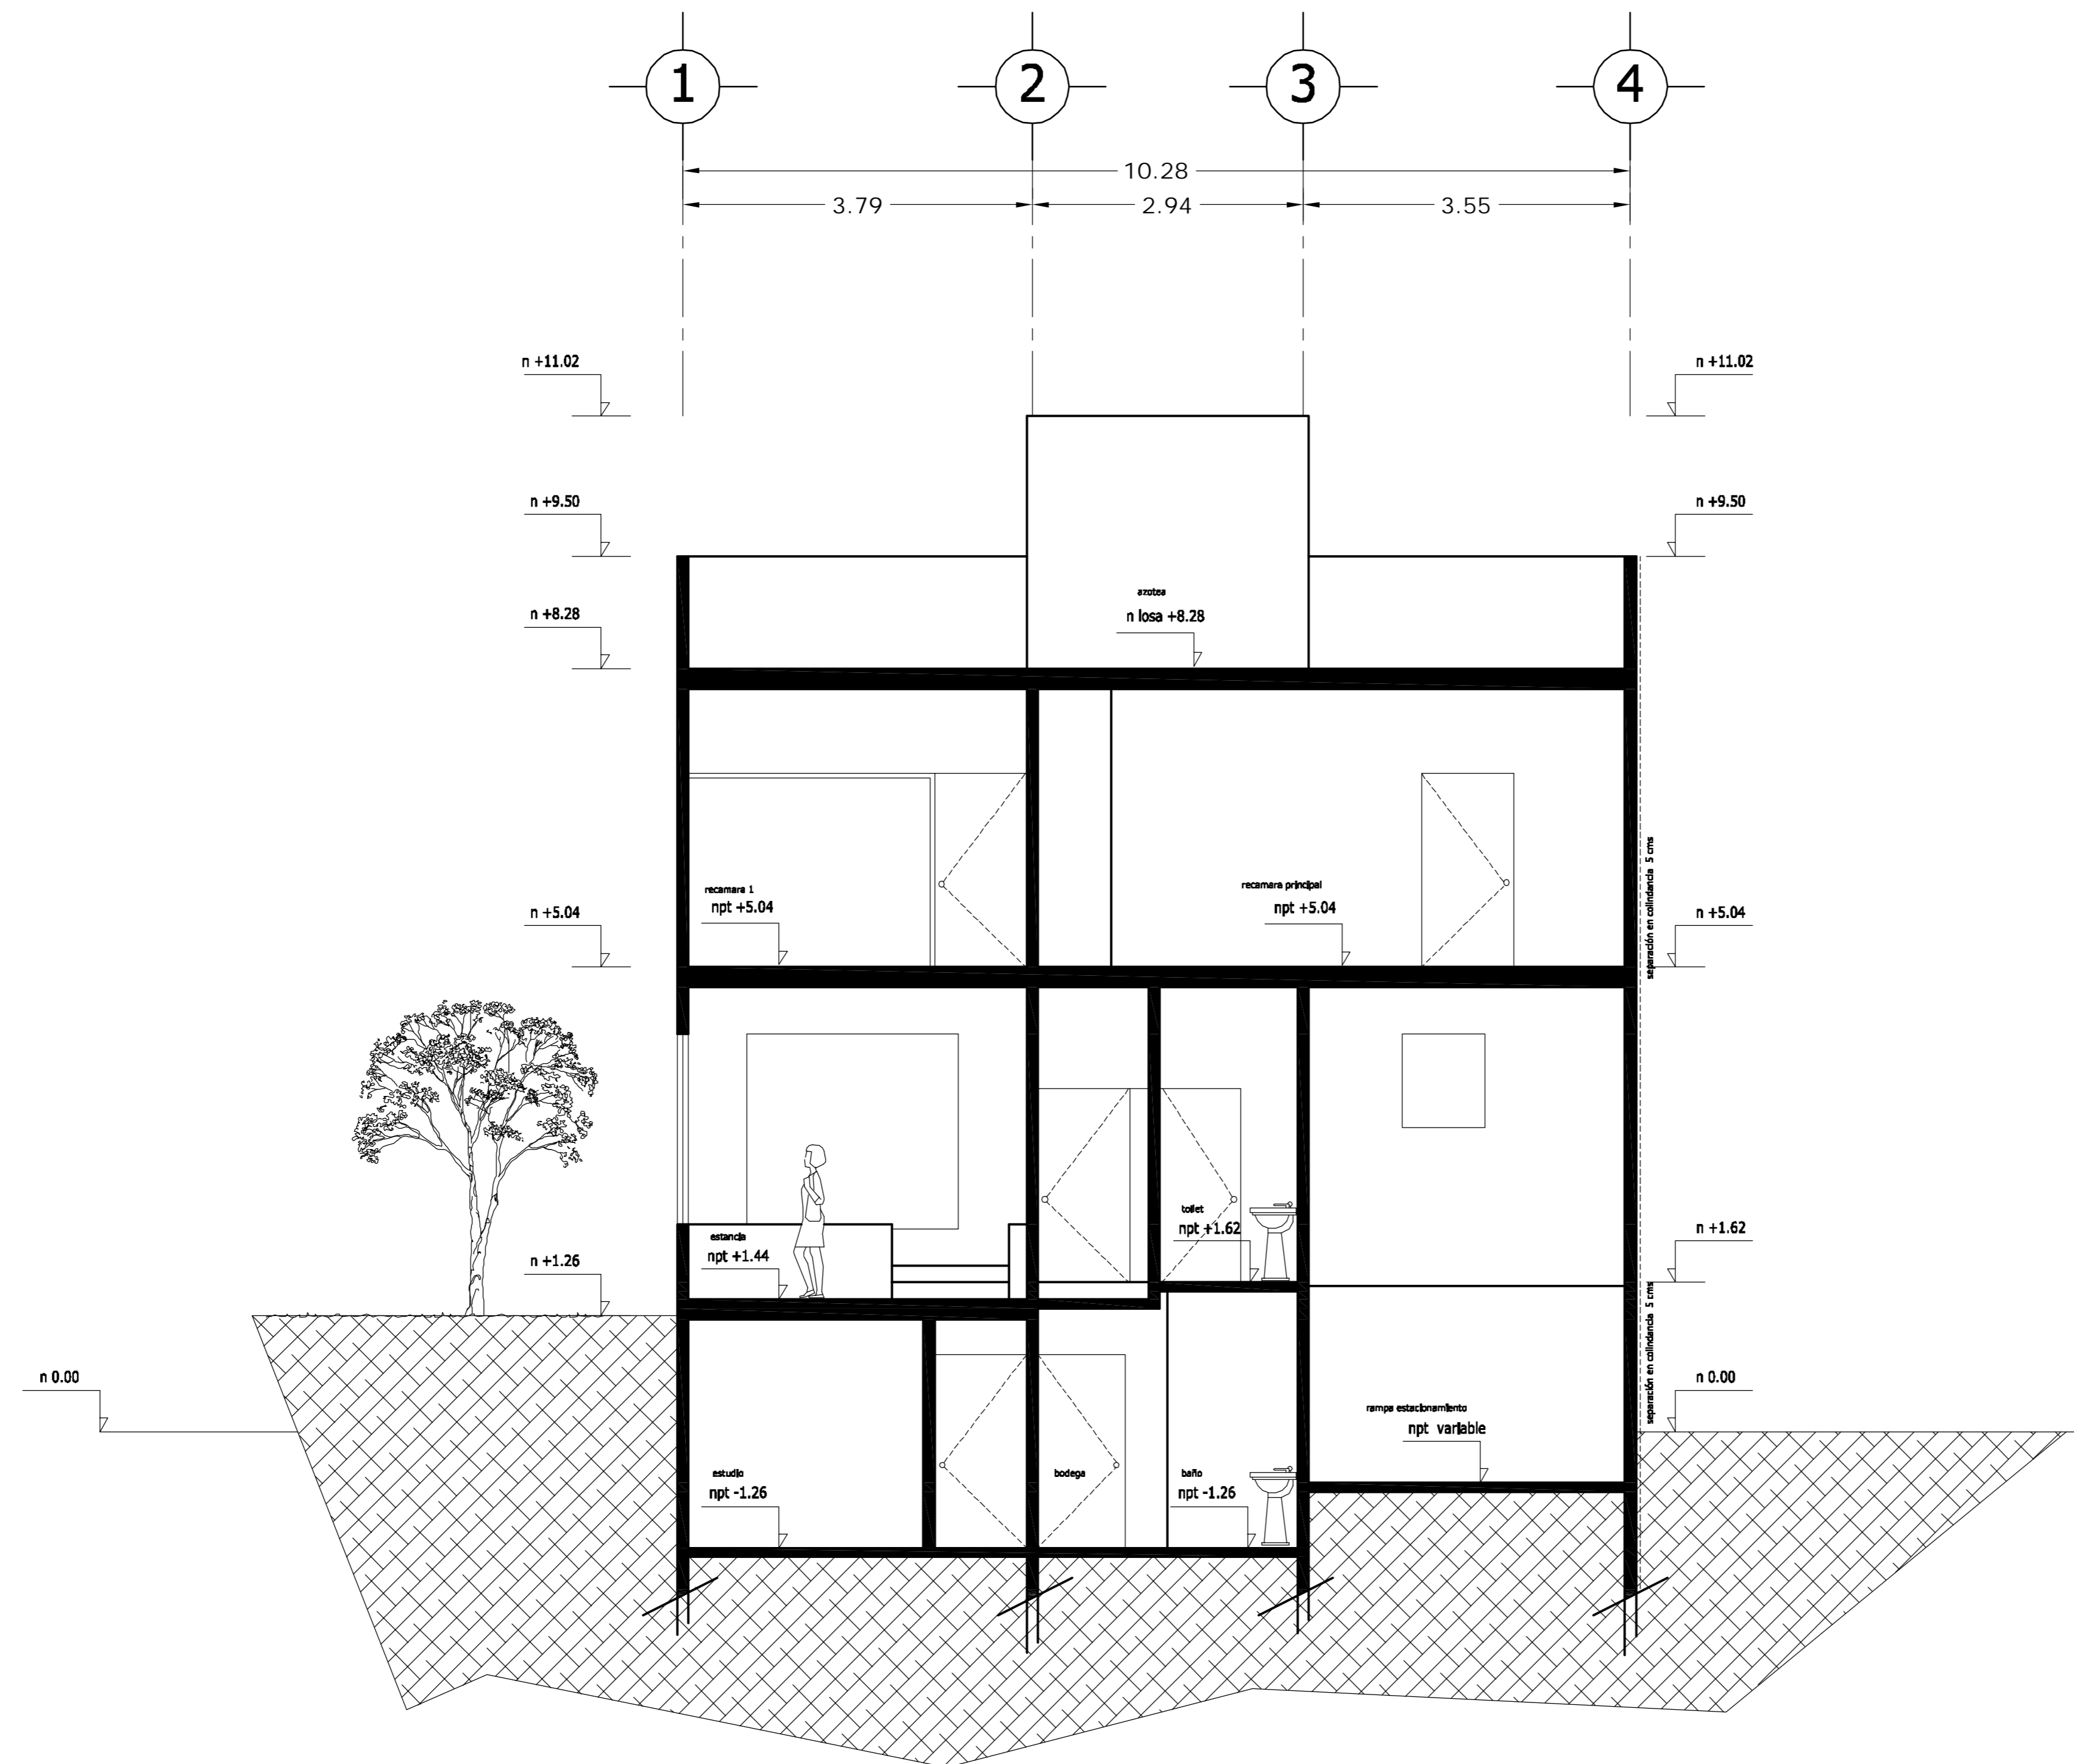 1 2 3 4
10.28
3.79 2.94 3.55
n +11.02 n +11.02
n +9.50 n +9.50
azotea
n losa +8.28
n +8.28
recamara 1
npt +5.04
recamara principal
npt +5.04
n +5.04 n +5.04
separación en colindancia 5 cms
toilet
npt +1.62
n +1.62
estancia
npt +1.44
n +1.26
separación en colindancia 5 cms
n 0.00 n 0.00
rampa estacionamiento
npt variable
estudio
npt -1.26
bodega
baño
npt -1.26